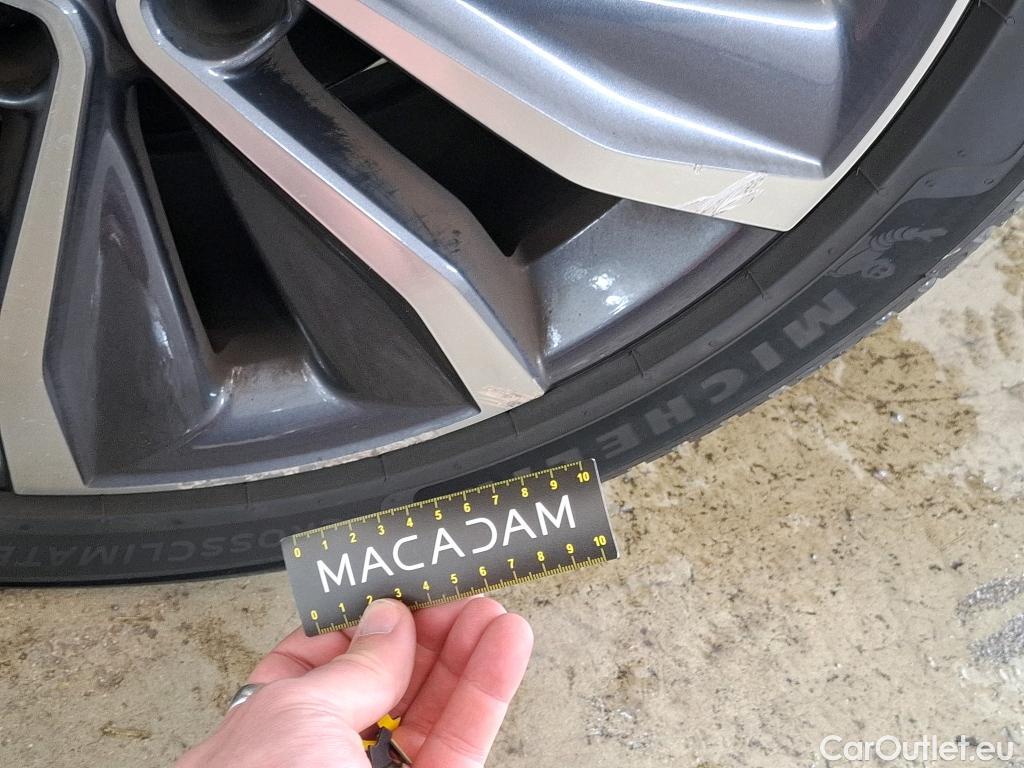 MICHELIN
CROSSCLIMATE
0 1 2 3 4 5 6 7 8 9 10
MACADAM
0 1 2 3 4 5 6 7 8 9 10
CarOutlet.eu